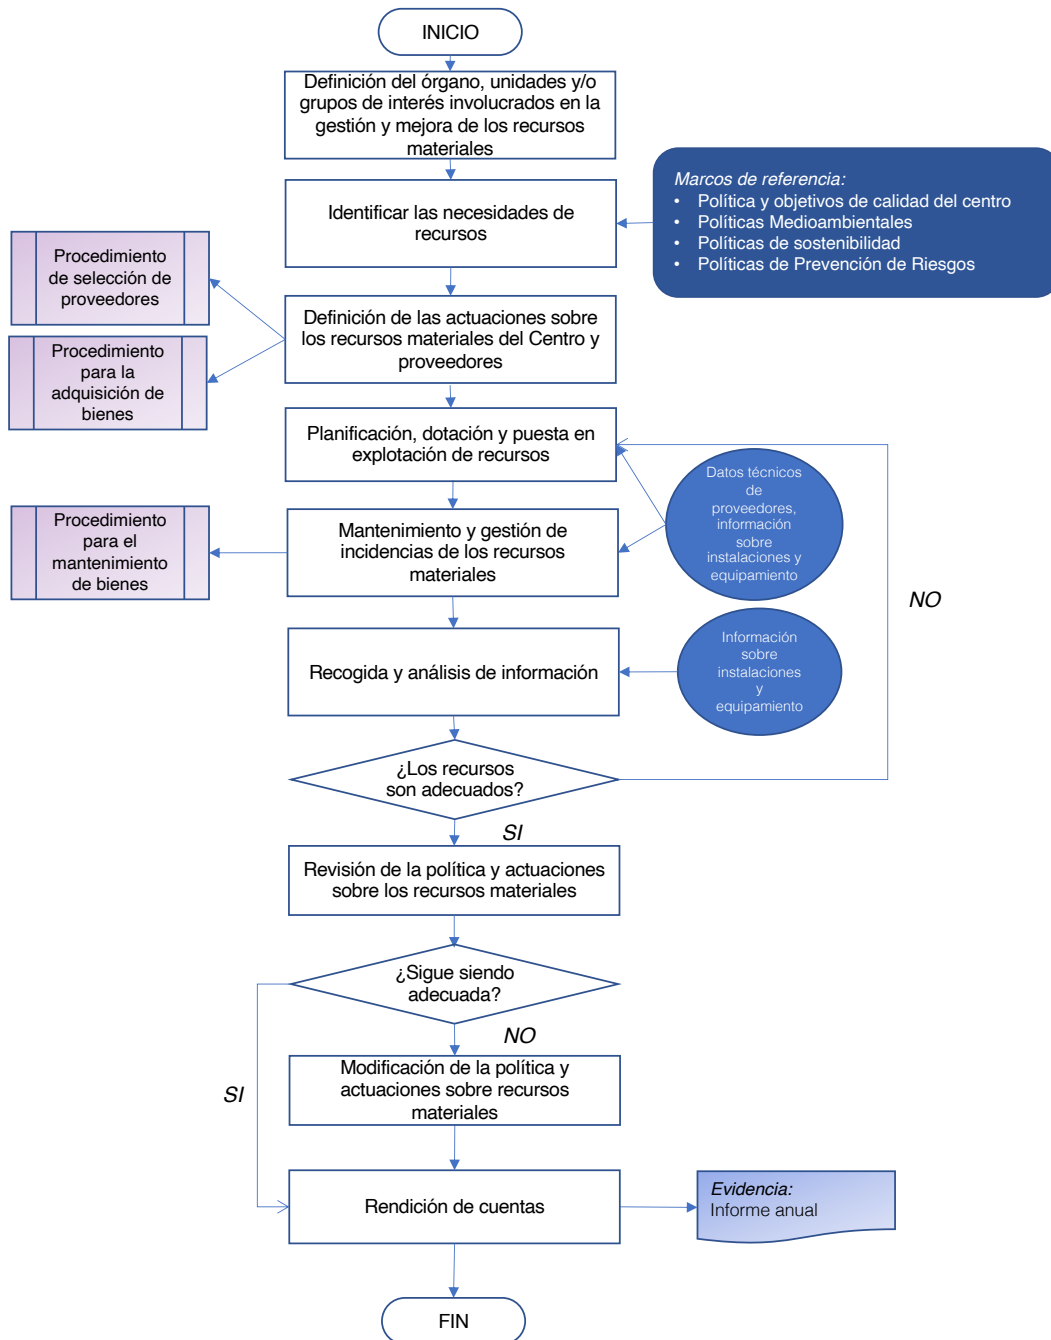 INICIO
Definición del órgano, unidades y/o
grupos de interés involucrados en la
gestión y mejora de los recursos
materiales
Marcos de referencia:
• Política y objetivos de calidad del centro
• Políticas Medioambientales
• Políticas de sostenibilidad
• Políticas de Prevención de Riesgos
Identificar las necesidades de
recursos
Procedimiento
de selección de
proveedores
Definición de las actuaciones sobre
los recursos materiales del Centro y
proveedores
Procedimiento
para la
adquisición de
bienes
Planificación, dotación y puesta en
explotación de recursos
Datos técnicos
de
proveedores,
información
sobre
instalaciones y
equipamiento
Procedimiento
para el
mantenimiento
de bienes
Mantenimiento y gestión de
incidencias de los recursos
materiales
NO
Información
sobre
instalaciones
y
equipamiento
Recogida y análisis de información
¿Los recursos
son adecuados?
SI
Revisión de la política y actuaciones
sobre los recursos materiales
¿Sigue siendo
adecuada?
NO
SI
Modificación de la política y
actuaciones sobre recursos
materiales
Rendición de cuentas
Evidencia:
Informe anual
FIN